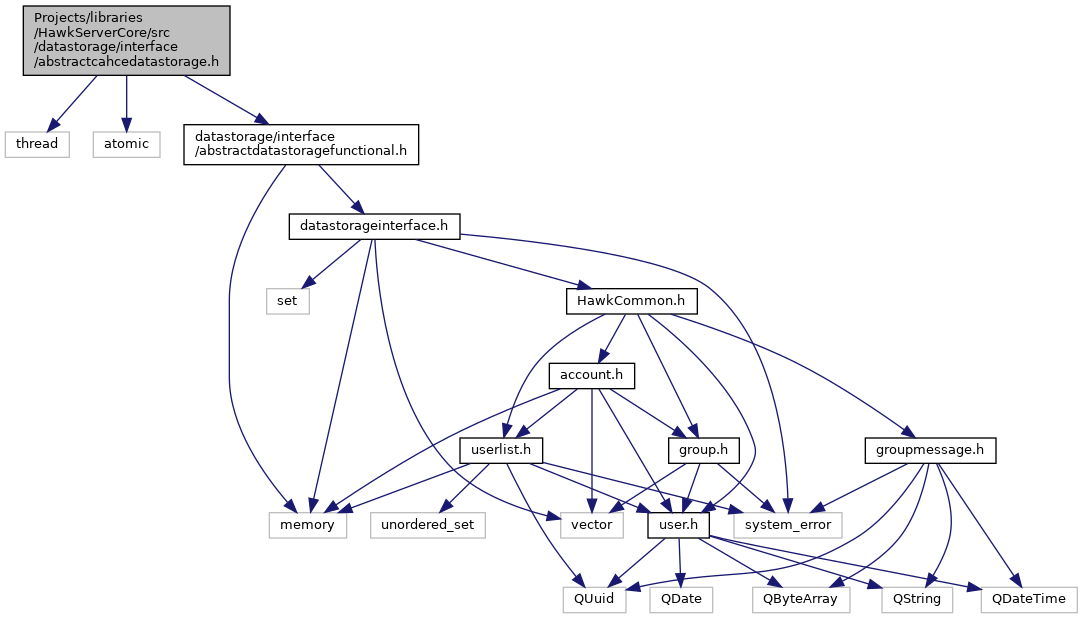 Projects/libraries
/HawkServerCore/src
/datastorage/interface
/abstractcahcedatastorage.h
thread
atomic
datastorage/interface
/abstractdatastoragefunctional.h
datastorageinterface.h
set
HawkCommon.h
account.h
userlist.h
group.h
groupmessage.h
memory
unordered_set
vector
user.h
system_error
QUuid
QDate
QByteArray
QString
QDateTime